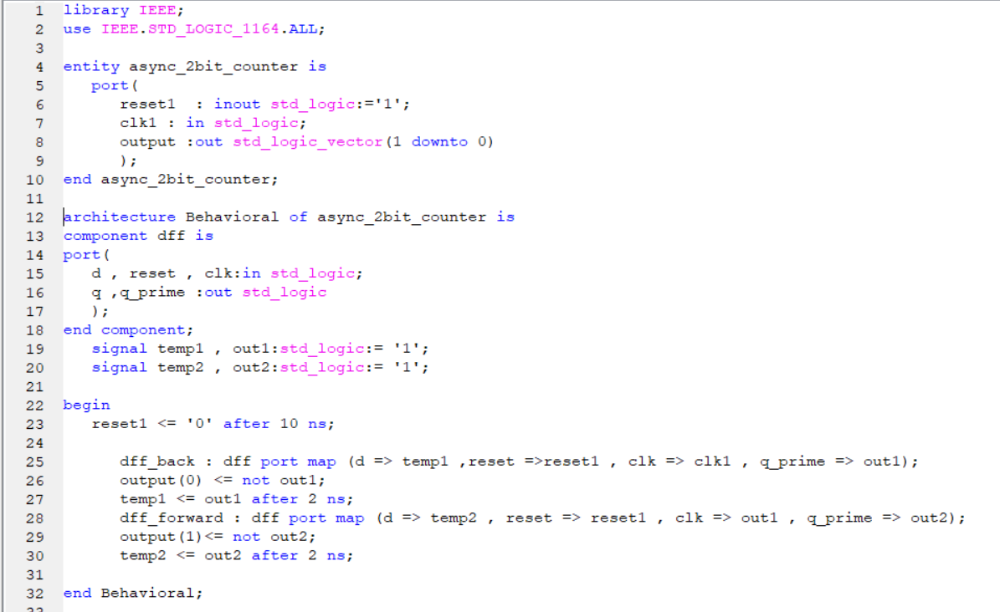 1 library IEEE;
2 use IEEE.STD_LOGIC_1164.ALL;
3
4 entity async_2bit_counter is
5    port(
6       reset1  : inout std_logic:='1';
7       clk1 : in std_logic;
8       output :out std_logic_vector(1 downto 0)
9       );
10 end async_2bit_counter;
11
12 architecture Behavioral of async_2bit_counter is
13 component dff is
14 port(
15    d , reset , clk:in std_logic;
16    q ,q_prime :out std_logic
17    );
18 end component;
19    signal temp1 , out1:std_logic:= '1';
20    signal temp2 , out2:std_logic:= '1';
21
22 begin
23    reset1 <= '0' after 10 ns;
24
25       dff_back : dff port map (d => temp1 ,reset =>reset1 , clk => clk1 , q_prime => out1);
26       output(0) <= not out1;
27       temp1 <= out1 after 2 ns;
28       dff_forward : dff port map (d => temp2 , reset => reset1 , clk => out1 , q_prime => out2);
29       output(1)<= not out2;
30       temp2 <= out2 after 2 ns;
31
32 end Behavioral;